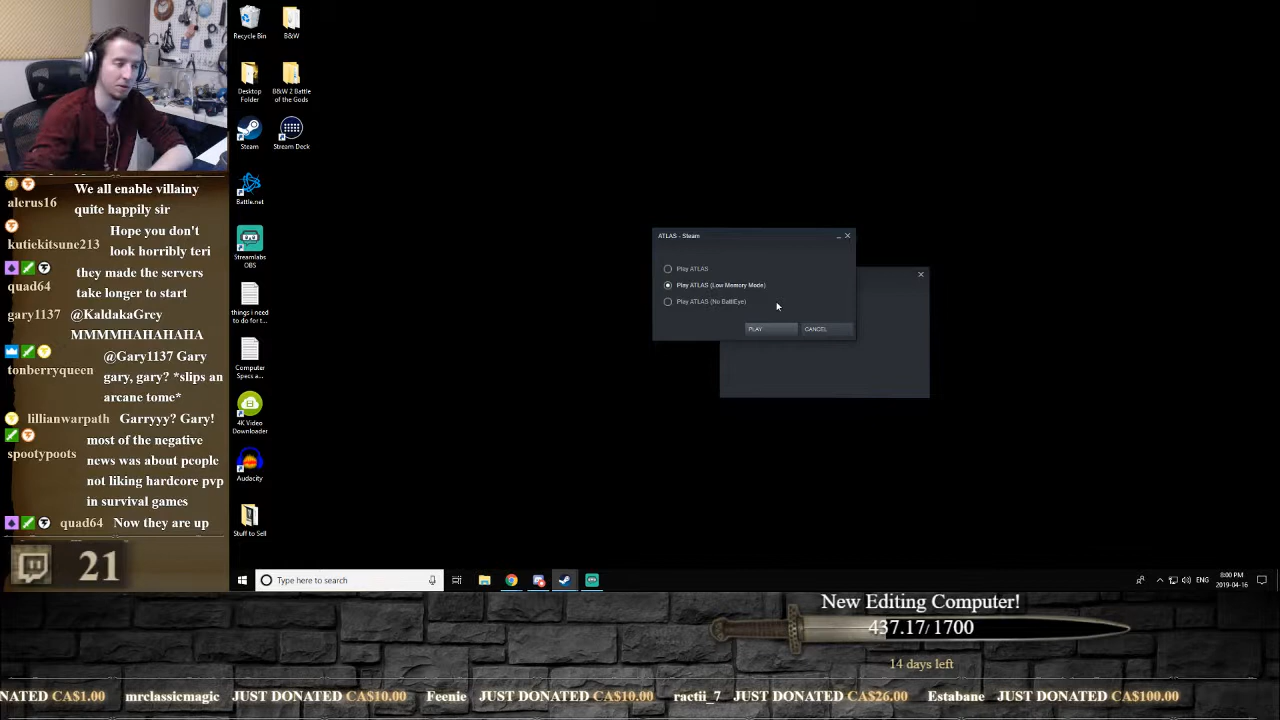 Recycle Bin
B&W
Desktop
Folder
B&W 2 Battle
of the Gods
Steam
Stream Deck
Battle.net
Streamlabs
OBS
things i need
to do for t...
Computer
Specs a...
4K Video
Downloader
Audacity
Stuff to Sell
ATLAS - Steam
Play ATLAS
Play ATLAS (Low Memory Mode)
Play ATLAS (No BattlEye)
PLAY
CANCEL
alerus16 We all enable villainy
quite happily sir
kutiekitsune213 Hope you don't
look horribly teri
quad64 they made the servers
take longer to start
gary1137 @KaldakaGrey
MMMMHAHAHAHA
tonberryqueen @Gary1137 Gary
gary, gary? *slips an
arcane tome*
lillianwarpath Garryyy? Gary!
spootypoots most of the negative
news was about people
not liking hardcore pvp
in survival games
quad64 Now they are up
21
Type here to search
ENG
8:00 PM
2019-04-16
New Editing Computer!
437.17/ 1700
14 days left
NATED CA$1.00 mrclassicmagic JUST DONATED CA$10.00 Feenie JUST DONATED CA$10.00 ractii_7 JUST DONATED CA$26.00 Estabane JUST DONATED CA$100.00